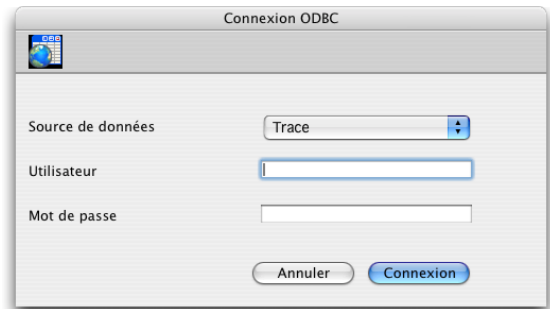 Connexion ODBC
Source de données
Trace
Utilisateur
Mot de passe
Annuler
Connexion